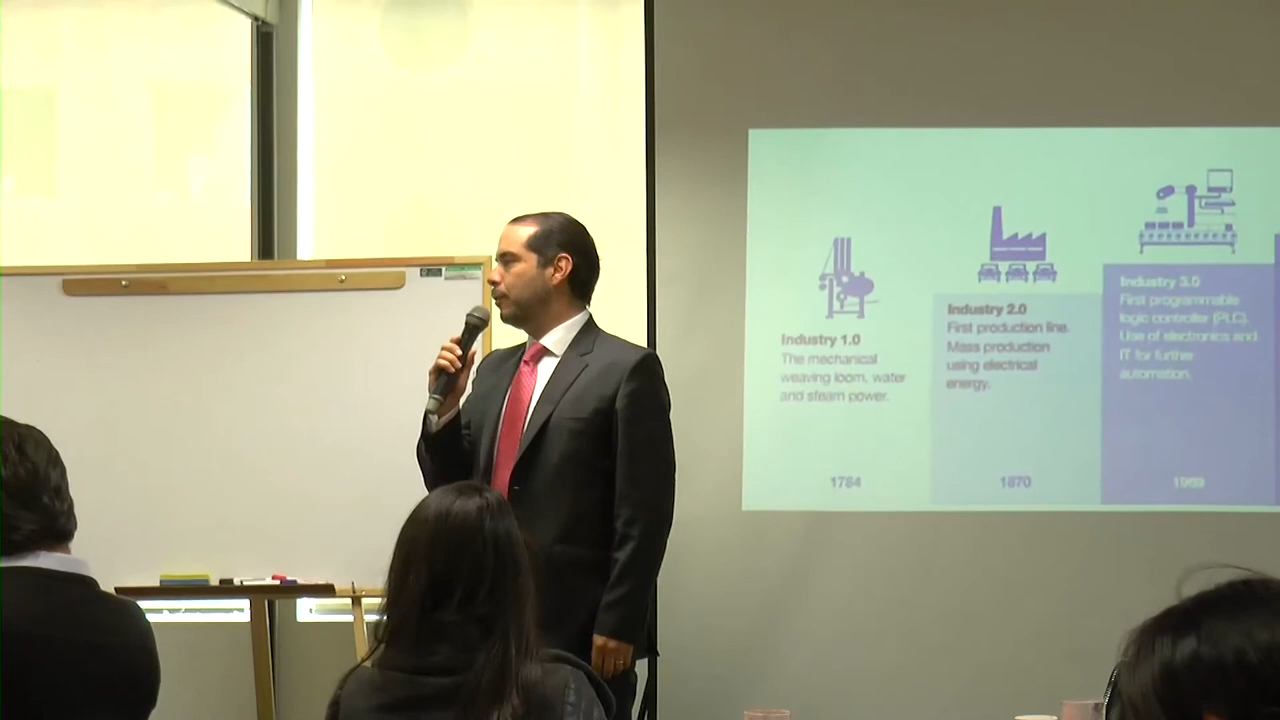 Industry 1.0
The mechanical
weaving loom, water
and steam power.
1784
Industry 2.0
First production line.
Mass production
using electrical
energy.
1870
Industry 3.0
First programmable
logic controller (PLC).
Use of electronics and
IT for further
automation.
1969